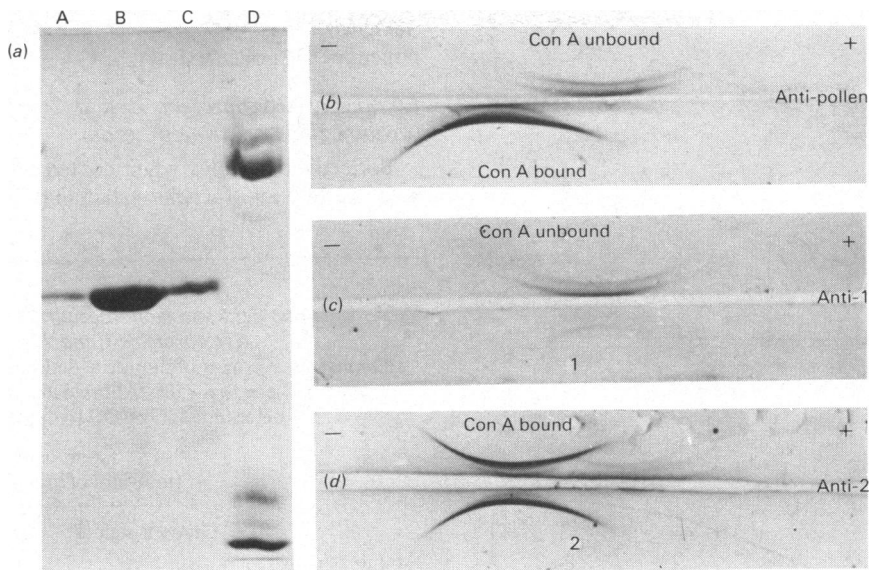 A B C D
(a)
− Con A unbound +
(b) Anti-pollen
Con A bound
− Con A unbound +
(c) Anti-1
1
− Con A bound +
(d) Anti-2
2